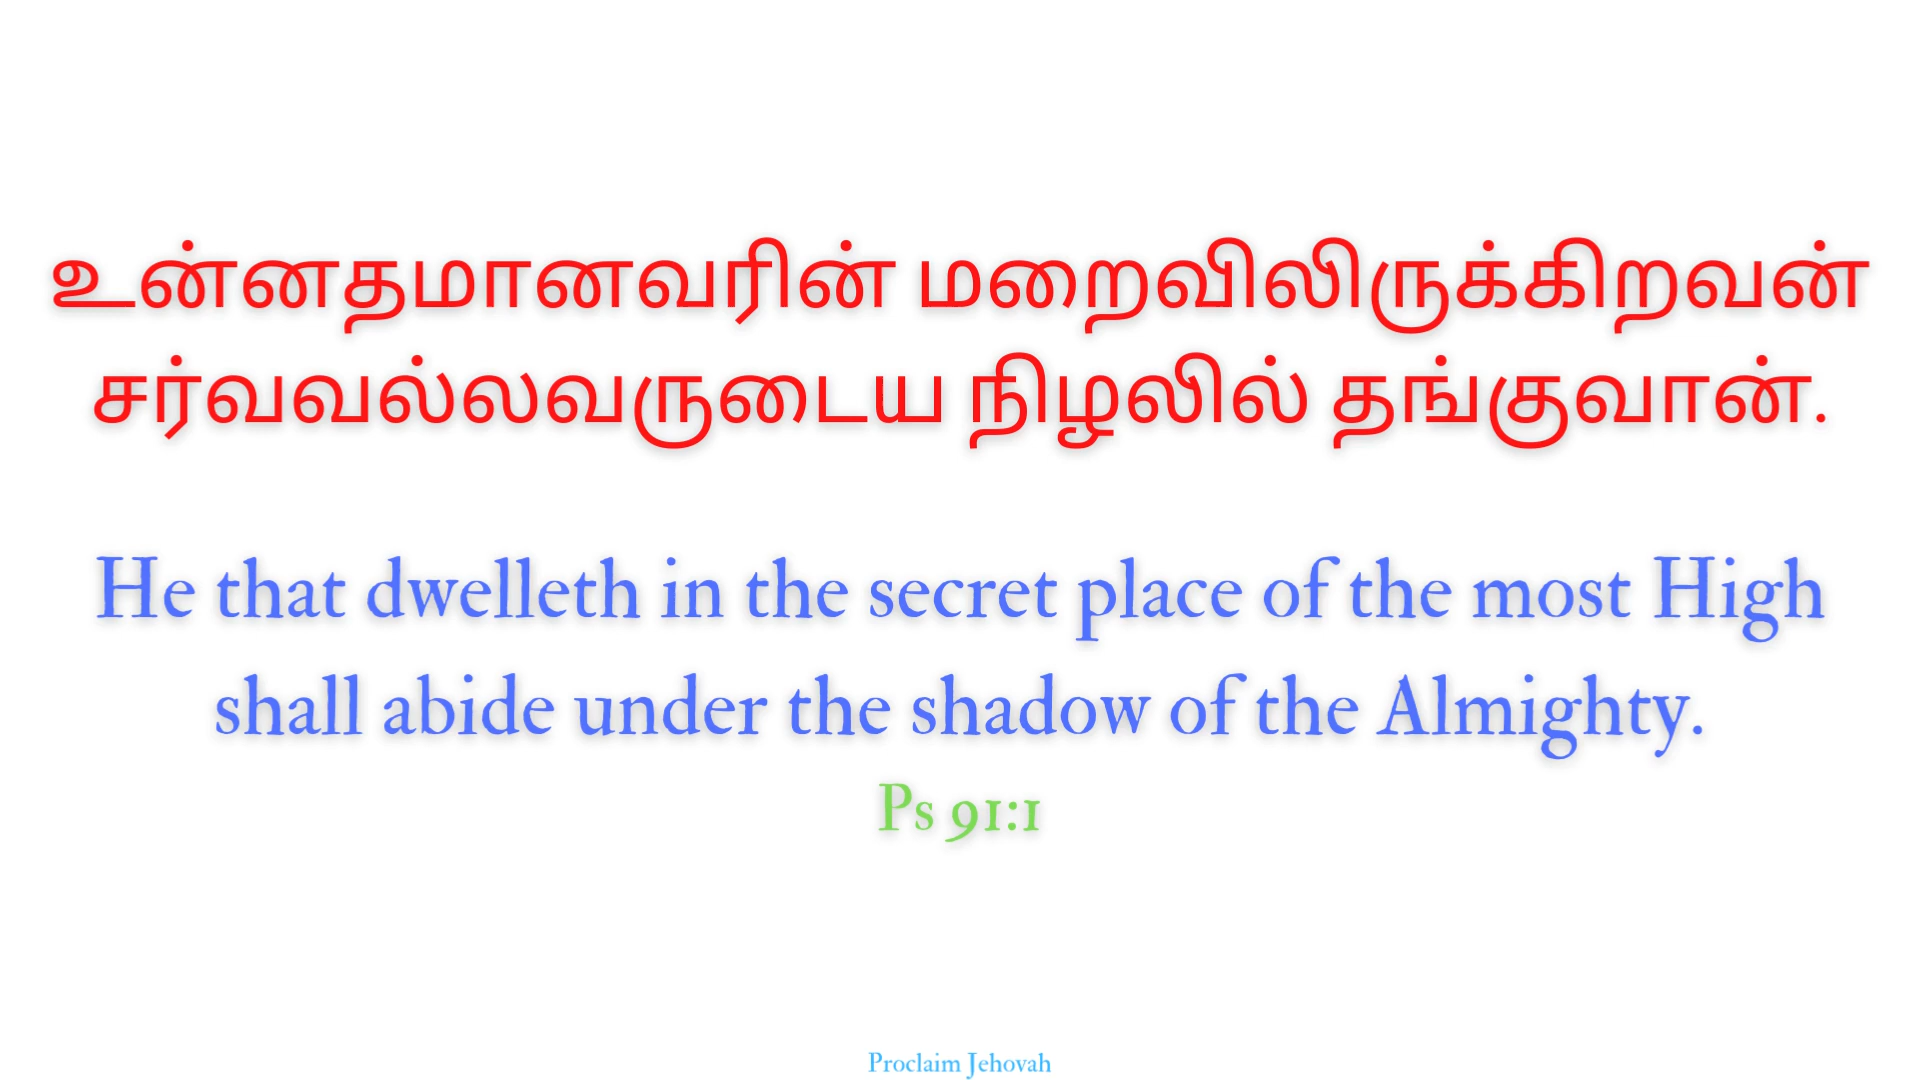 உன்னதமானவரின் மறைவிலிருக்கிறவன்
சர்வவல்லவருடைய நிழலில் தங்குவான்.
He that dwelleth in the secret place of the most High
shall abide under the shadow of the Almighty.
Ps 91:1
Proclaim Jehovah